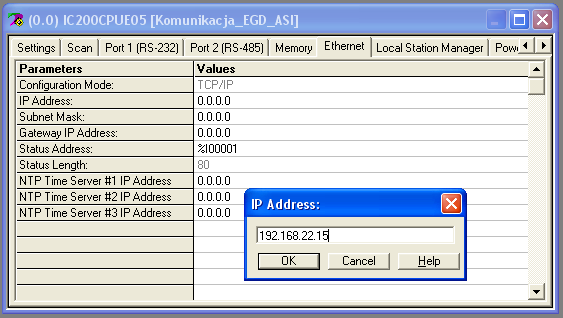 (0.0) IC200CPUE05 [Komunikacja_EGD_ASI]
Settings Scan Port 1 (RS-232) Port 2 (RS-485) Memory Ethernet Local Station Manager Powe
Parameters Values
Configuration Mode: TCP/IP
IP Address: 0.0.0.0
Subnet Mask: 0.0.0.0
Gateway IP Address: 0.0.0.0
Status Address: %I00001
Status Length: 80
NTP Time Server #1 IP Address 0.0.0.0
NTP Time Server #2 IP Address 0.0.0.0
NTP Time Server #3 IP Address 0.0.0.0
IP Address:
192.168.22.15
OK Cancel Help